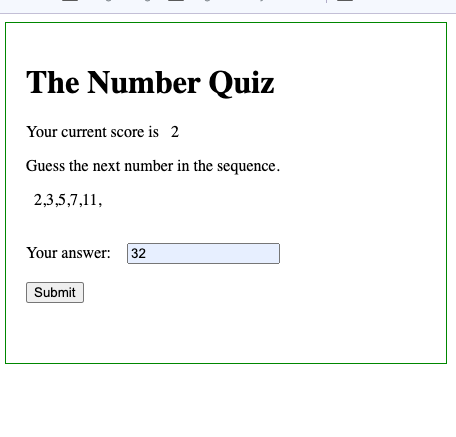 The Number Quiz
Your current score is 2
Guess the next number in the sequence.
2,3,5,7,11,
Your answer: 32
Submit